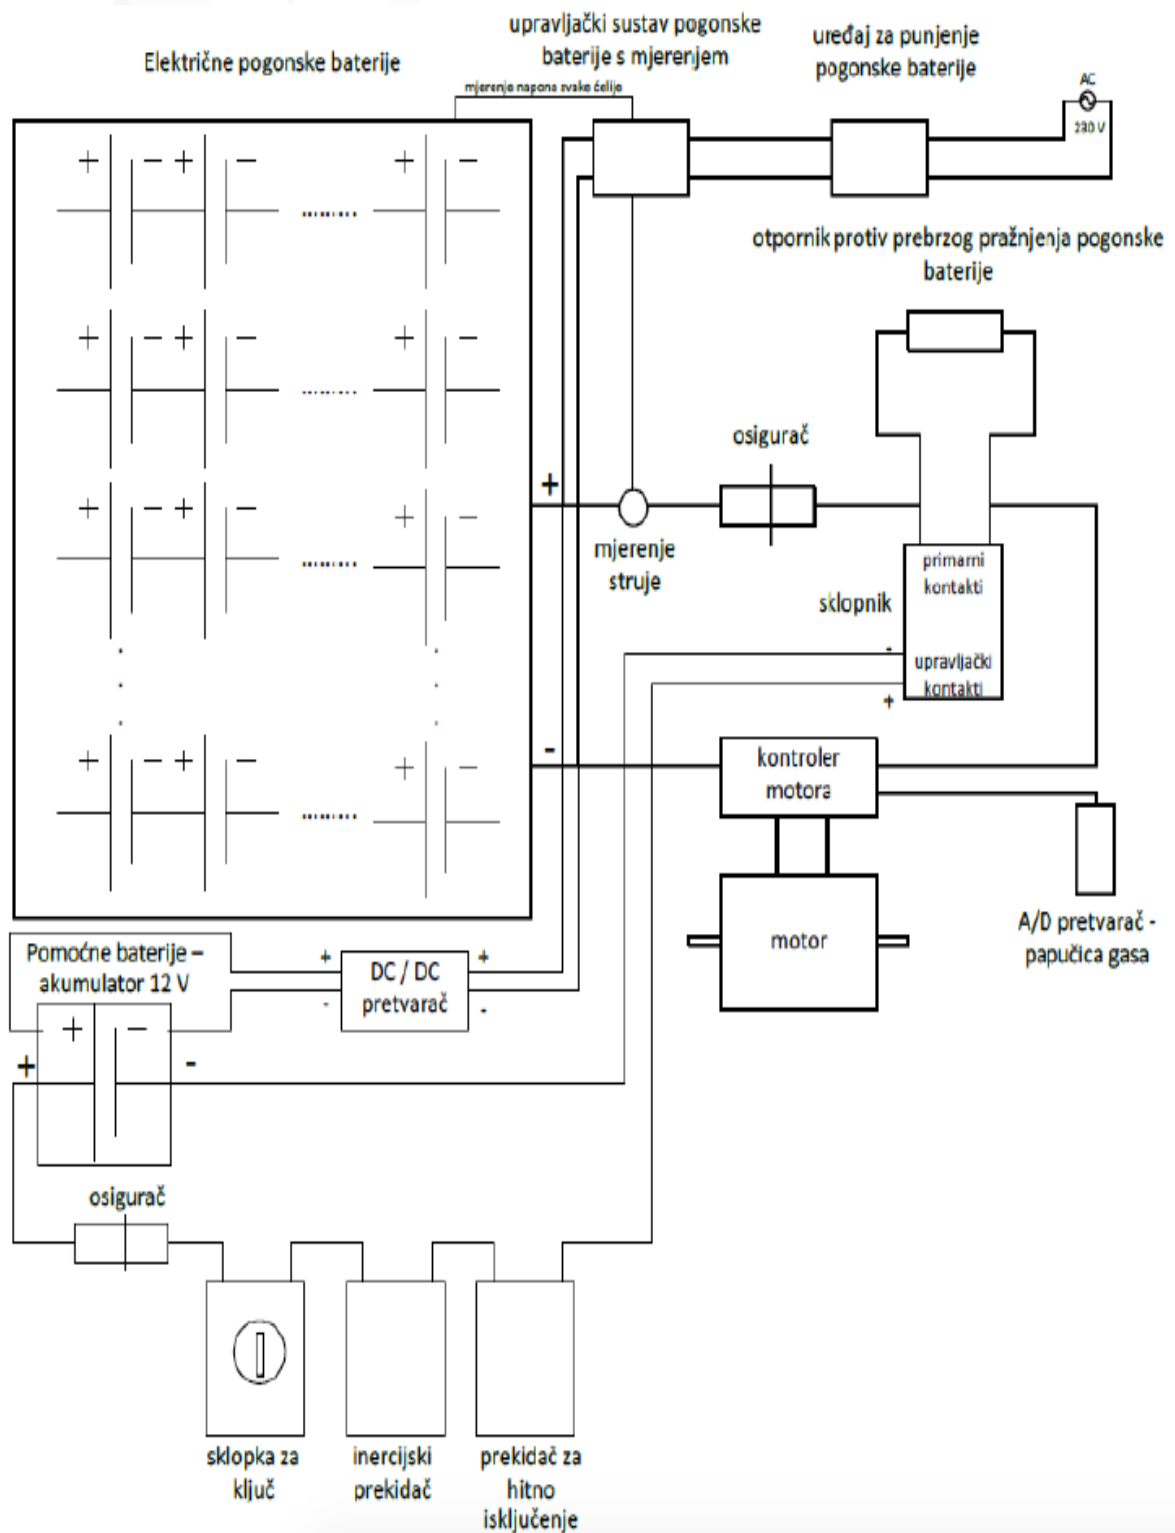 upravljački sustav pogonske
baterije s mjerenjem
uređaj za punjenje
pogonske baterije
Električne pogonske baterije
mjerenje napona svake ćelije
AC
230 V
+ − + − ......... + −
otpornik protiv prebrzog pražnjenja pogonske
baterije
+ − + − ......... + −
osigurač
+
+ − + − ......... + −
mjerenje
struje
primarni
kontakti
sklopnik
-
upravljački
kontakti
+
-
+ − + − ......... + −
kontroler
motora
A/D pretvarač -
papučica gasa
motor
Pomoćne baterije –
akumulator 12 V
+ +
DC / DC
pretvarač
- -
+ −
+ -
osigurač
sklopka za
ključ
inercijski
prekidač
prekidač za
hitno
isključenje